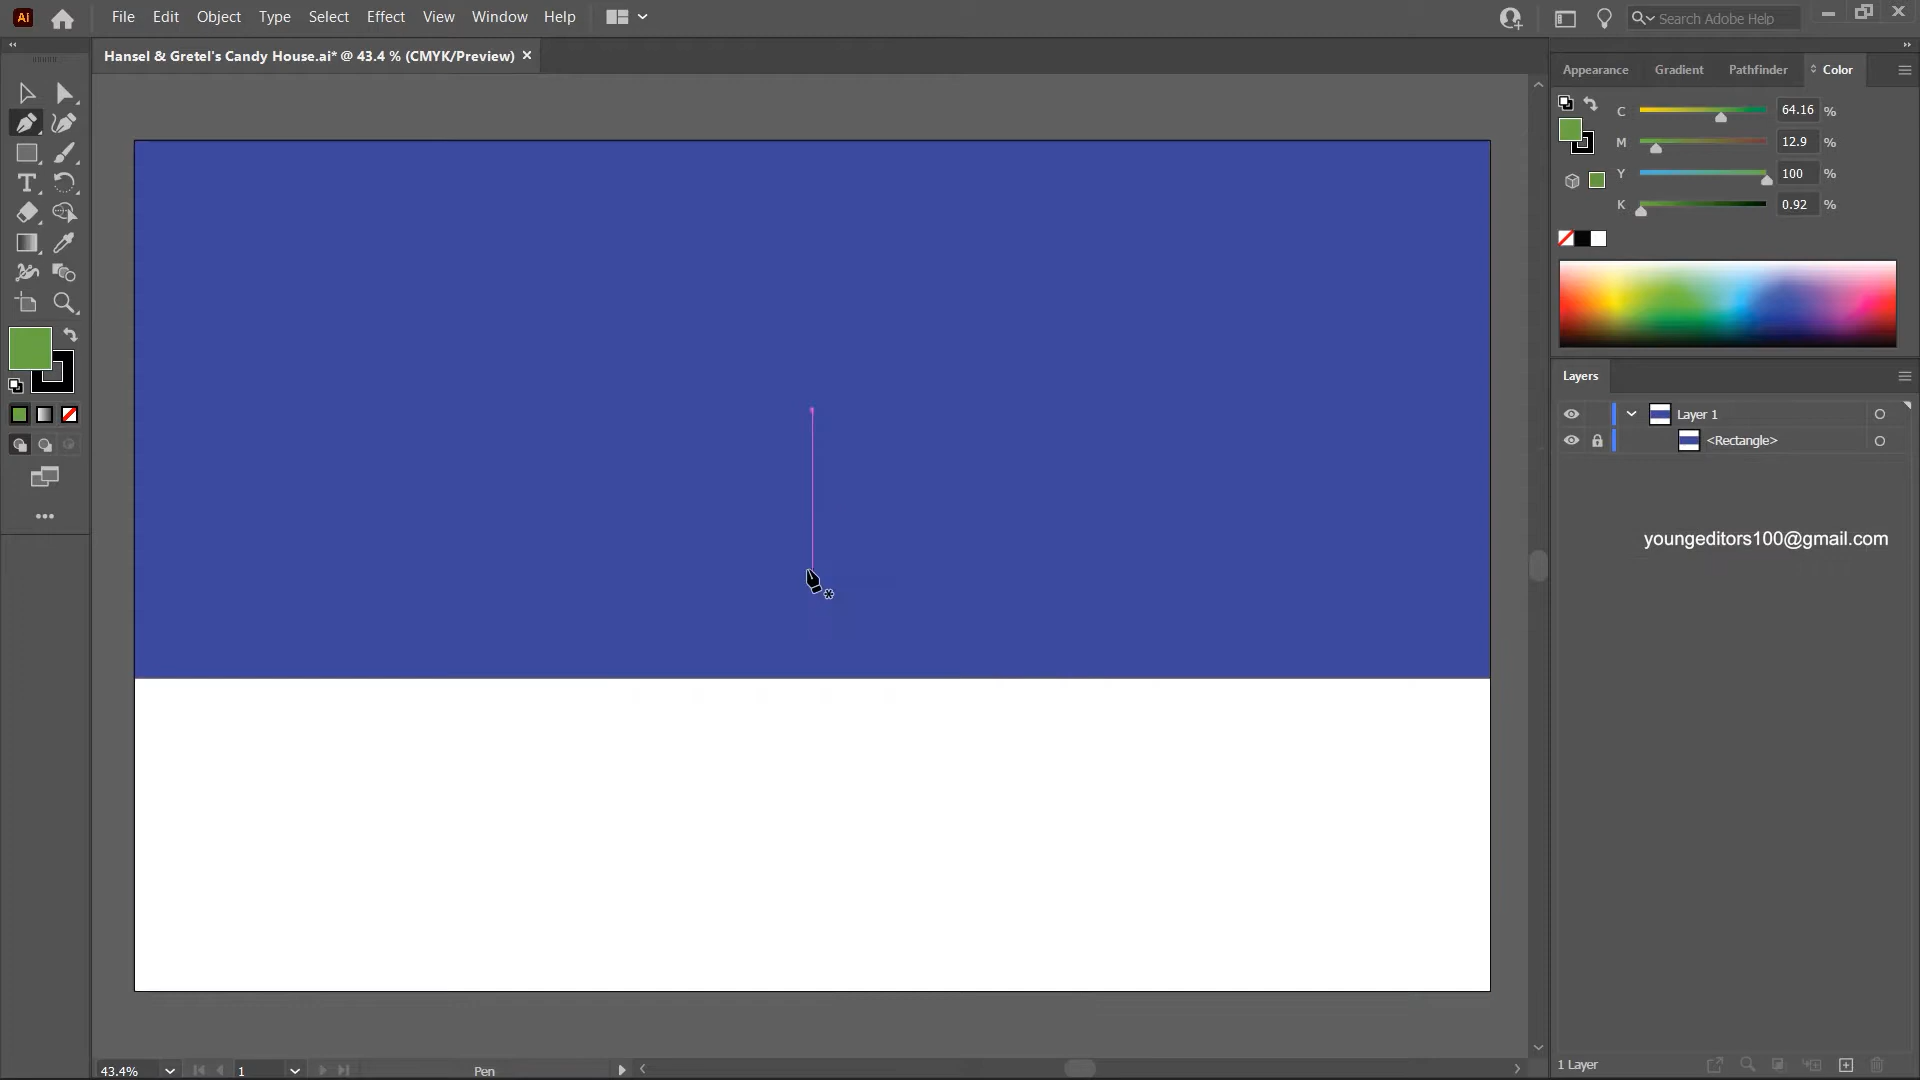 Ai File Edit Object Type Select Effect View Window Help Search Adobe Help
Hansel & Gretel's Candy House.ai* @ 43.4 % (CMYK/Preview) ×
Appearance Gradient Pathfinder Color
C 64.16 %
M 12.9 %
Y 100 %
K 0.92 %
Layers
Layer 1
<Rectangle>
youngeditors100@gmail.com
1 Layer
43.4% 1 Pen